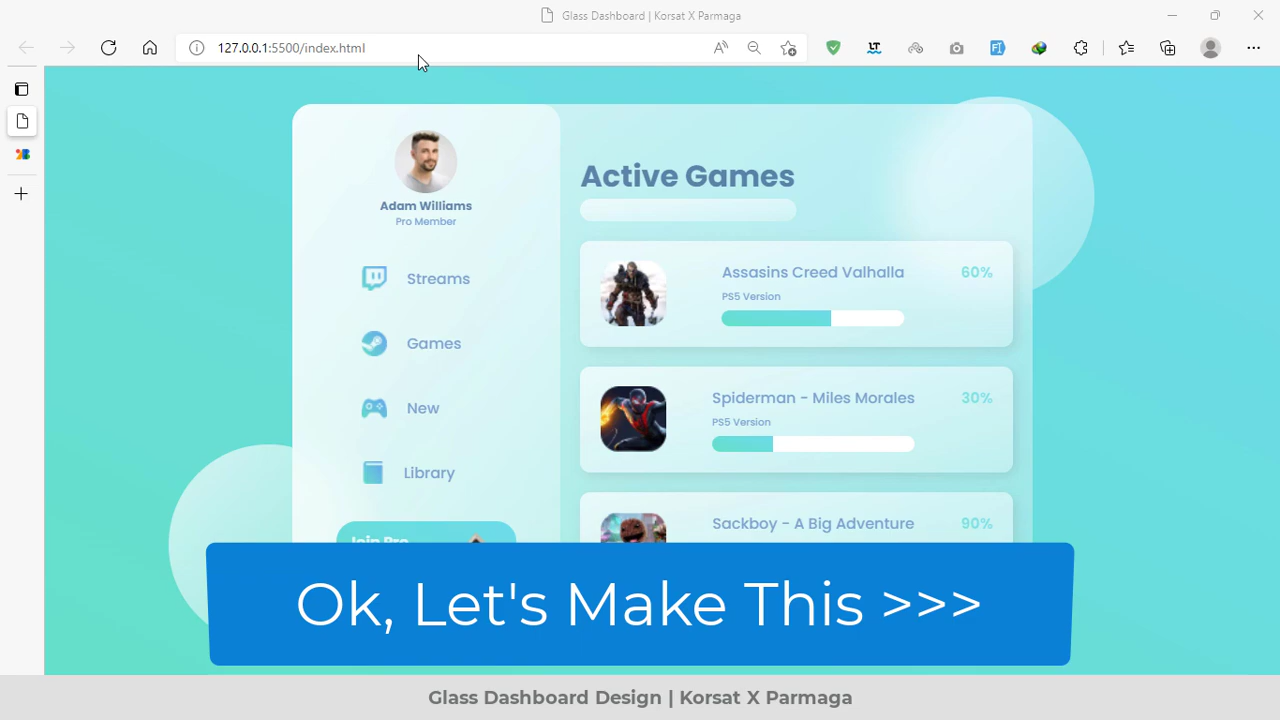 Glass Dashboard | Korsat X Parmaga
127.0.0.1:5500/index.html
Adam Williams
Pro Member
Streams
Games
New
Library
Join Pro
Active Games
Assasins Creed Valhalla 60%
PS5 Version
Spiderman - Miles Morales 30%
PS5 Version
Sackboy - A Big Adventure 90%
Ok, Let's Make This >>>
Glass Dashboard Design | Korsat X Parmaga